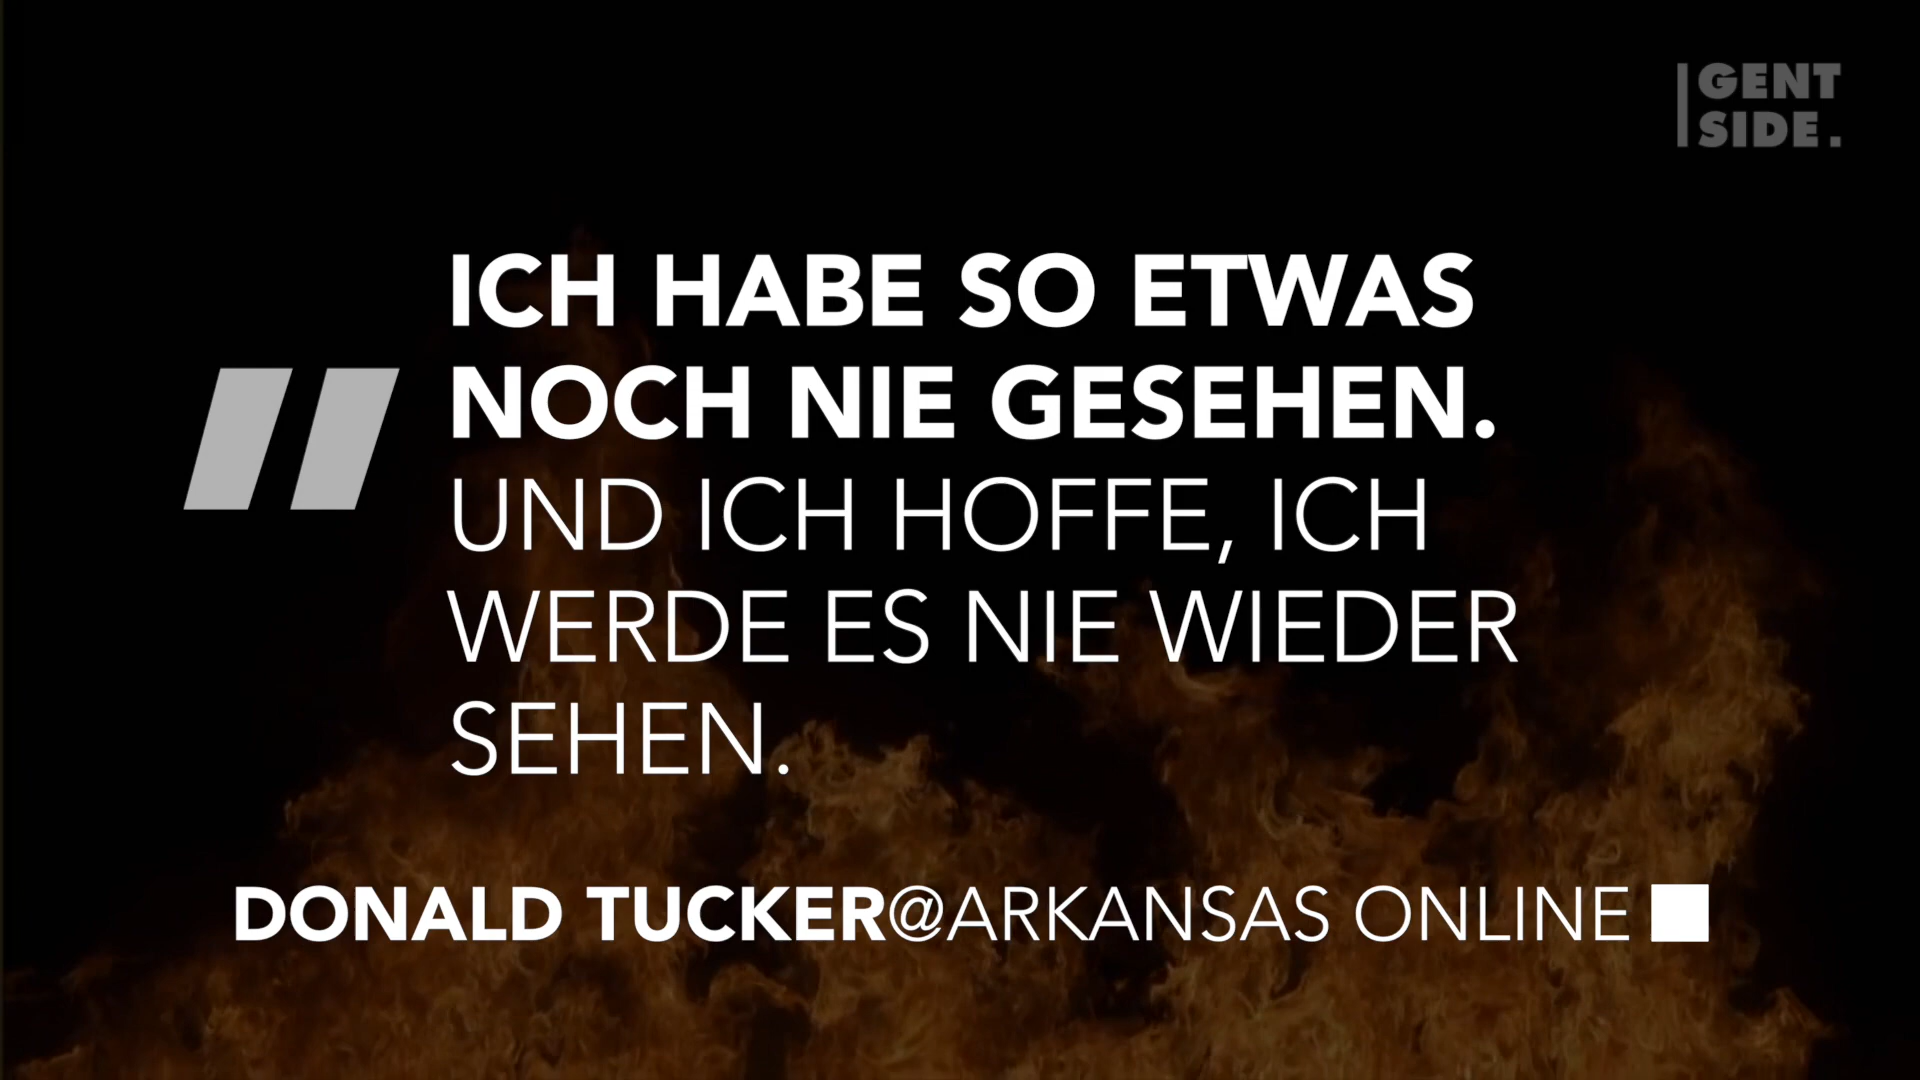 GENT
SIDE.
ICH HABE SO ETWAS
NOCH NIE GESEHEN.
UND ICH HOFFE, ICH
WERDE ES NIE WIEDER
SEHEN.
DONALD TUCKER@ARKANSAS ONLINE